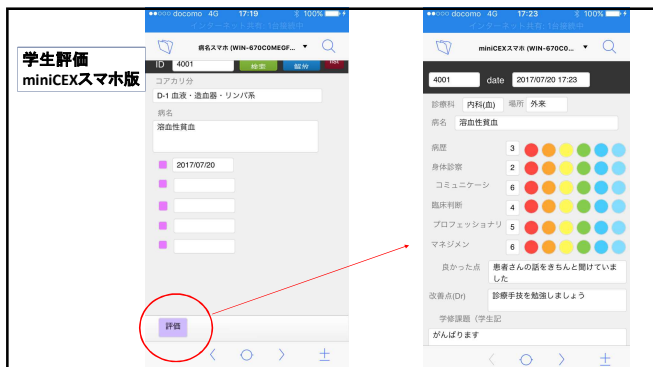 学生評価
miniCEXスマホ版
docomo 4G 17:19 100%
インターネット共有: 1台接続中
病名スマホ (WIN-670C0MEGF... ▼
ID 4001 検索 解放
コアカリ分
D-1 血液・造血器・リンパ系
病名
溶血性貧血
2017/07/20
評価
docomo 4G 17:23 100%
インターネット共有: 1台接続中
miniCEXスマホ (WIN-670C0... ▼
4001 date 2017/07/20 17:23
診療科 内科(血) 場所 外来
病名 溶血性貧血
病歴 3
身体診察 2
コミュニケーシ 6
臨床判断 4
プロフェッショナリ 5
マネジメン 6
良かった点 患者さんの話をきちんと聞けていま
した
改善点(Dr) 診療手技を勉強しましょう
学修課題（学生記
がんばります